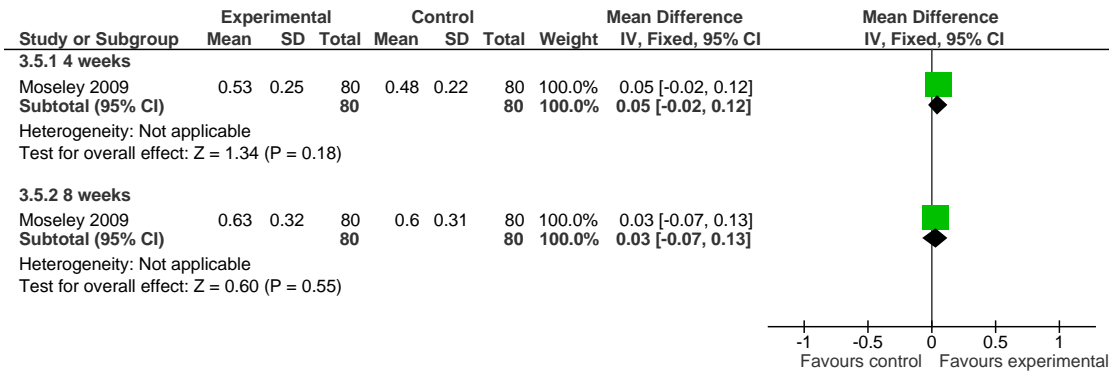 Experimental Control Mean Difference Mean Difference
Study or Subgroup Mean SD Total Mean SD Total Weight IV, Fixed, 95% CI IV, Fixed, 95% CI
3.5.1 4 weeks
Moseley 2009 0.53 0.25 80 0.48 0.22 80 100.0% 0.05 [-0.02, 0.12]
Subtotal (95% CI) 80 80 100.0% 0.05 [-0.02, 0.12]
Heterogeneity: Not applicable
Test for overall effect: Z = 1.34 (P = 0.18)
3.5.2 8 weeks
Moseley 2009 0.63 0.32 80 0.6 0.31 80 100.0% 0.03 [-0.07, 0.13]
Subtotal (95% CI) 80 80 100.0% 0.03 [-0.07, 0.13]
Heterogeneity: Not applicable
Test for overall effect: Z = 0.60 (P = 0.55)
-1 -0.5 0 0.5 1
Favours control Favours experimental